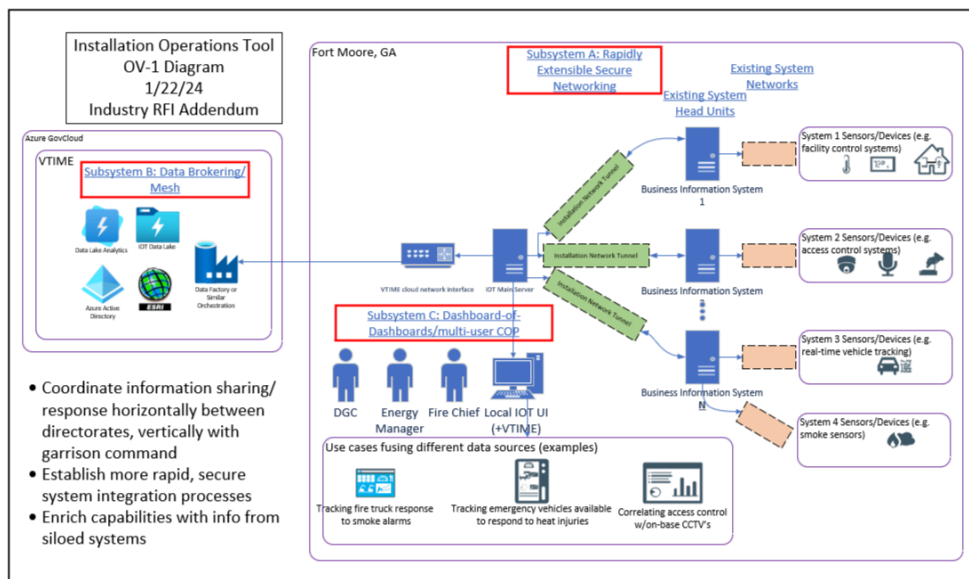 Installation Operations Tool
OV-1 Diagram
1/22/24
Industry RFI Addendum
Azure GovCloud
VTIME
Subsystem B: Data Brokering/
Mesh
Data Lake Analytics
IOT Data Lake
Azure Active
Directory
ESRI
Data Factory or
Similar
Orchestration
Fort Moore, GA
Subsystem A: Rapidly
Extensible Secure
Networking
Existing System
Networks
Existing System
Head Units
VTIME cloud network interface
IOT Main Server
Installation Network Tunnel
Installation Network Tunnel
Installation Network Tunnel
Business Information System
1
Business Information System
Business Information System
N
System 1 Sensors/Devices (e.g.
facility control systems)
System 2 Sensors/Devices (e.g.
access control systems)
System 3 Sensors/Devices (e.g.
real-time vehicle tracking)
System 4 Sensors/Devices (e.g.
smoke sensors)
Subsystem C: Dashboard-of-
Dashboards/multi-user COP
DGC
Energy
Manager
Fire Chief
Local IOT UI
(+VTIME)
Use cases fusing different data sources (examples)
Tracking fire truck response
to smoke alarms
Tracking emergency vehicles available
to respond to heat injuries
Correlating access control
w/on-base CCTV's
• Coordinate information sharing/
response horizontally between
directorates, vertically with
garrison command
• Establish more rapid, secure
system integration processes
• Enrich capabilities with info from
siloed systems